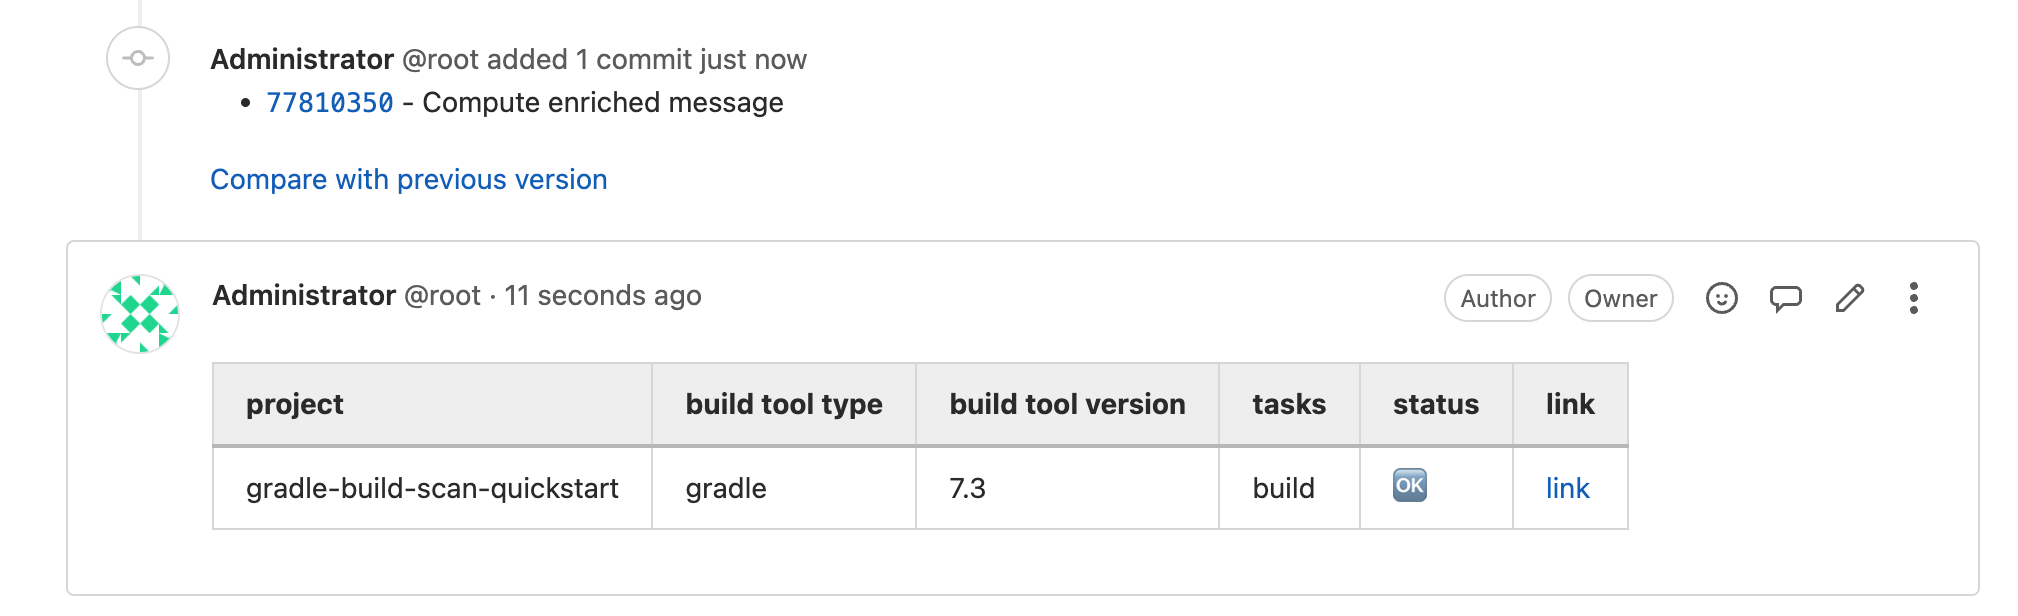 Administrator @root added 1 commit just now
• 77810350 - Compute enriched message
Compare with previous version
Administrator @root · 11 seconds ago Author Owner
project build tool type build tool version tasks status link
gradle-build-scan-quickstart gradle 7.3 build OK link